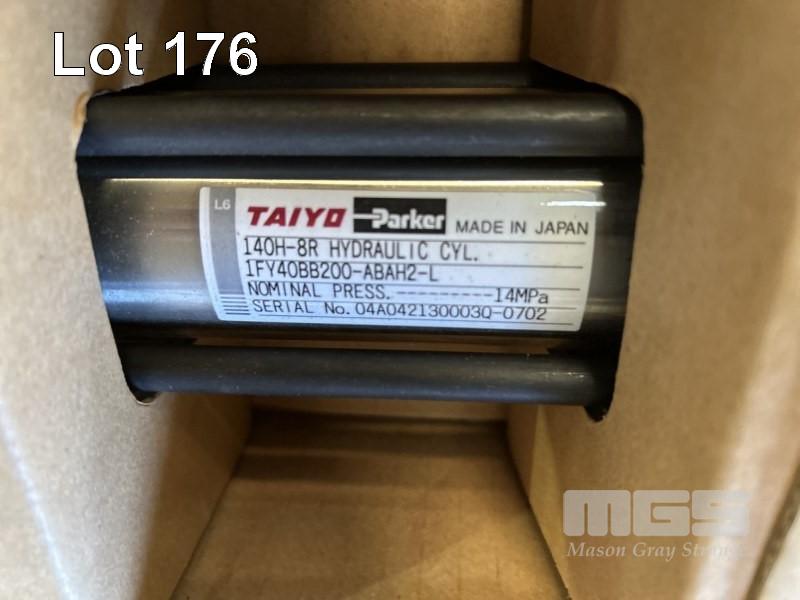 Lot 176
L6
TAIYO Parker MADE IN JAPAN
140H-8R HYDRAULIC CYL.
1FY40BB200-ABAH2-L
NOMINAL PRESS.----------14MPa
SERIAL No. 04A042130003Q-0702
MGS
Mason Gray Strange